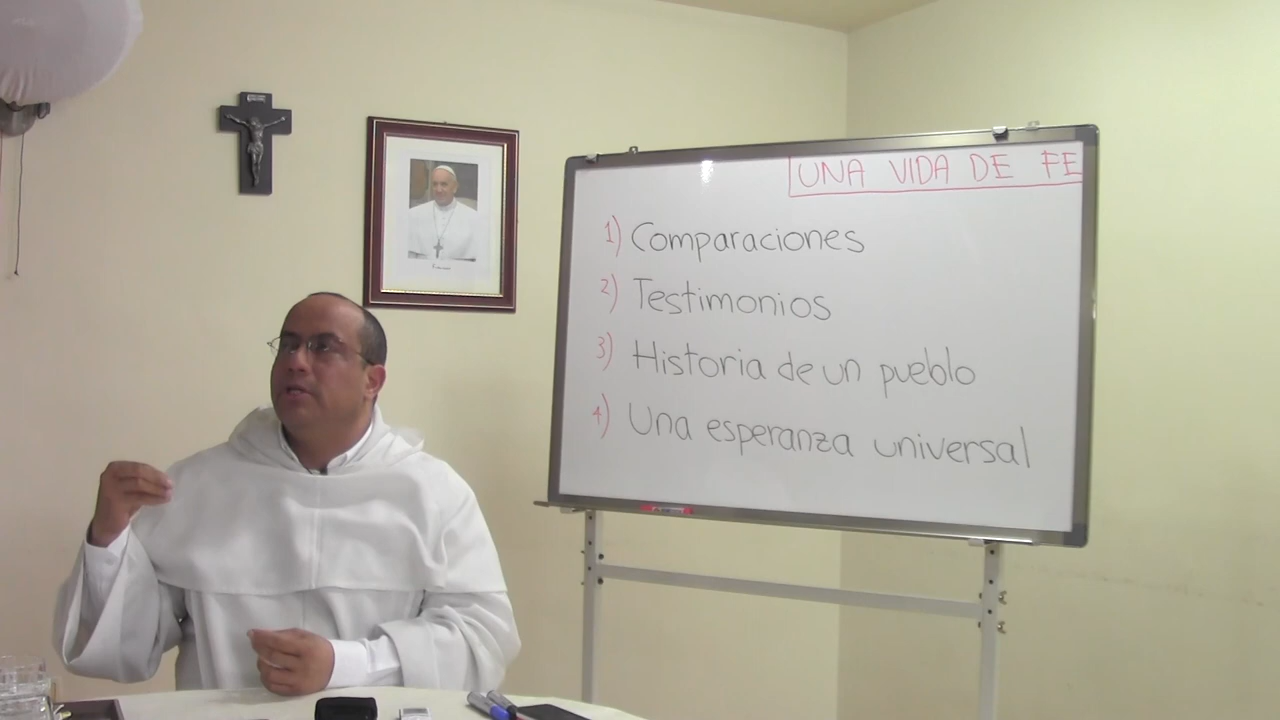 UNA VIDA DE FE
1) Comparaciones
2) Testimonios
3) Historia de un pueblo
4) Una esperanza universal